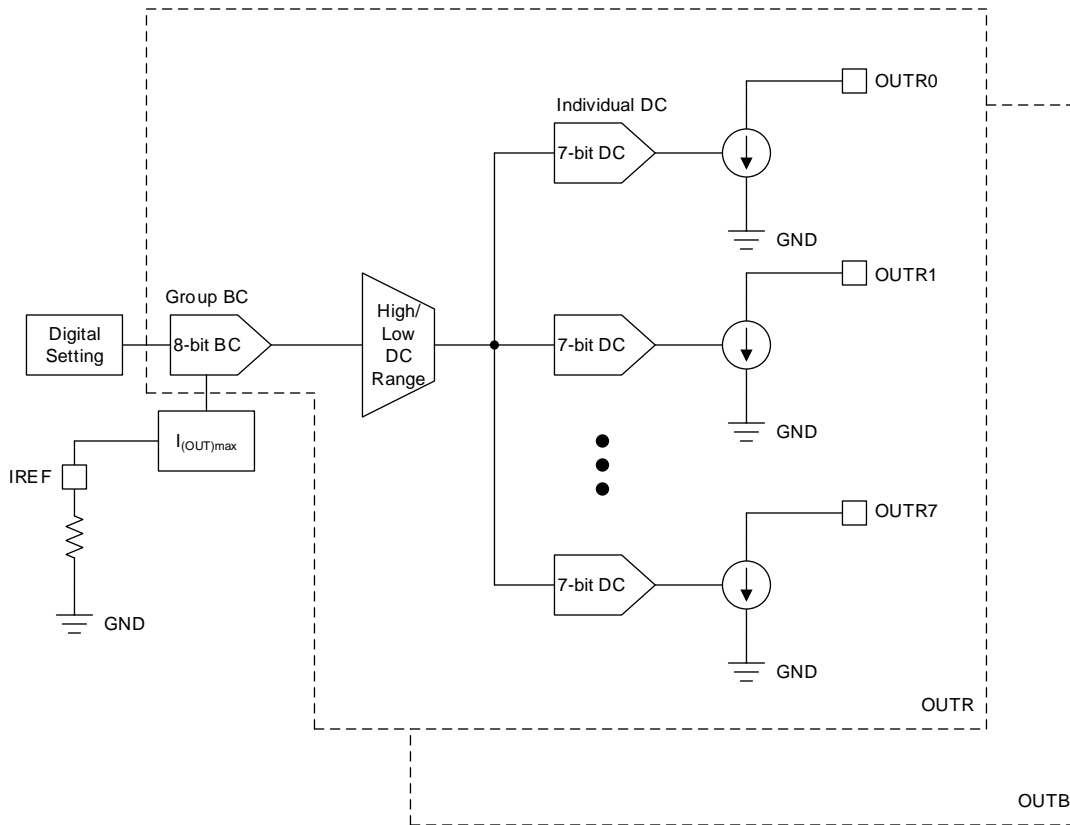 OUTR0
Individual DC
7-bit DC
GND
OUTR1
Group BC
High/
Low
DC
Range
Digital
Setting
8-bit BC
7-bit DC
I(OUT)max
GND
IREF
OUTR7
7-bit DC
GND
GND
OUTR
OUTB